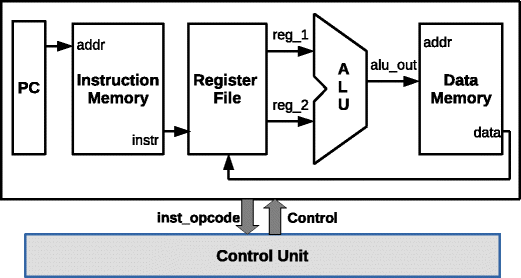 PC
addr
Instruction
Memory
instr
Register
File
reg_1
reg_2
A
L
U
alu_out
addr
Data
Memory
data
inst_opcode
Control
Control Unit